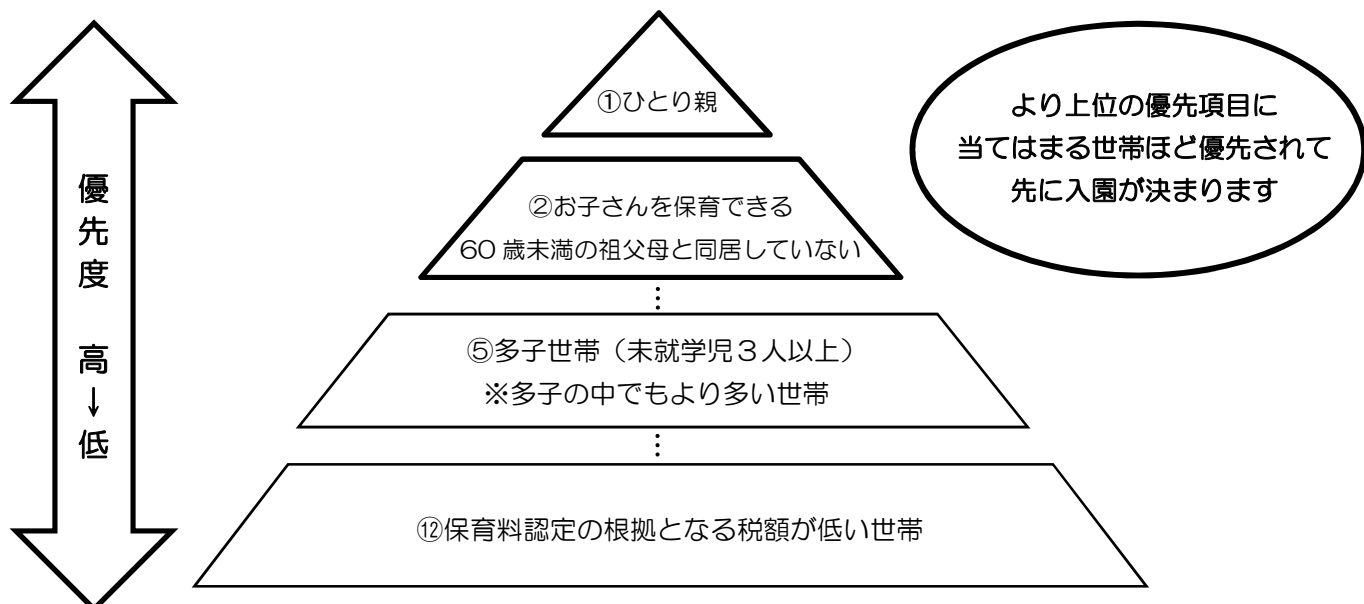 ①ひとり親
より上位の優先項目に
当てはまる世帯ほど優先されて
先に入園が決まります
優先度 高→低
②お子さんを保育できる
60歳未満の祖父母と同居していない
⋮
⑤多子世帯（未就学児３人以上）
※多子の中でもより多い世帯
⋮
⑫保育料認定の根拠となる税額が低い世帯